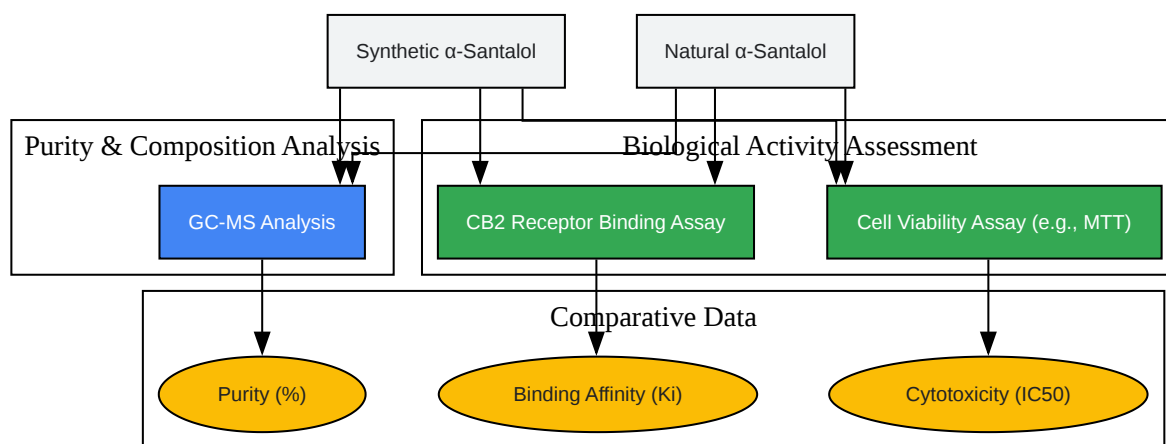 Synthetic α-Santalol
Natural α-Santalol
Purity & Composition Analysis
Biological Activity Assessment
GC-MS Analysis
CB2 Receptor Binding Assay
Cell Viability Assay (e.g., MTT)
Comparative Data
Purity (%)
Binding Affinity (Ki)
Cytotoxicity (IC50)